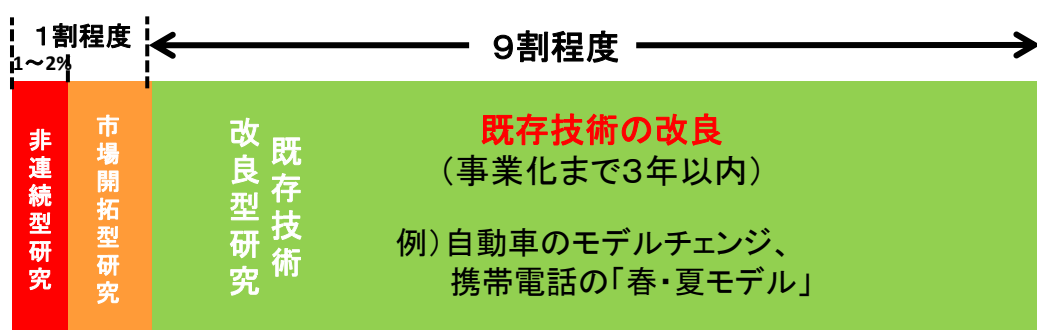 1割程度
9割程度
1～2%
非連続型研究
市場開拓型研究
既存技術
改良型研究
既存技術の改良
（事業化まで3年以内）
例）自動車のモデルチェンジ、
携帯電話の「春・夏モデル」